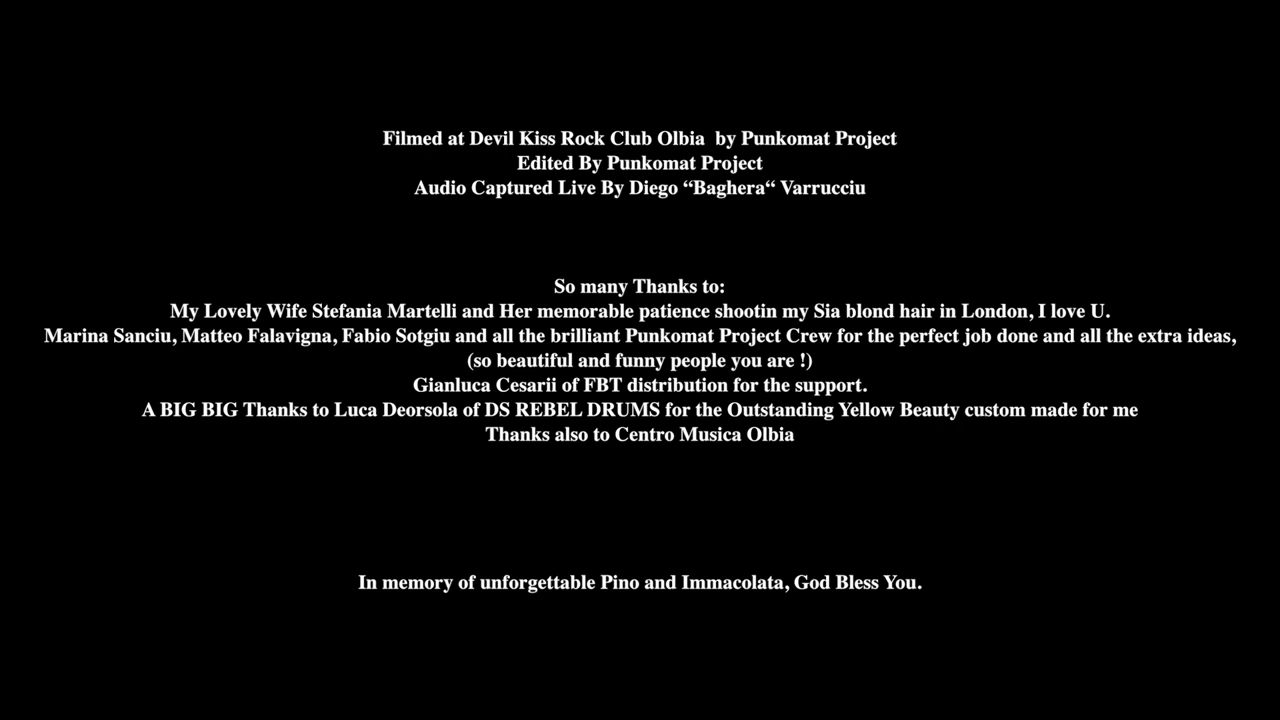 Filmed at Devil Kiss Rock Club Olbia  by Punkomat Project
Edited By Punkomat Project
Audio Captured Live By Diego “Baghera“ Varrucciu
So many Thanks to:
My Lovely Wife Stefania Martelli and Her memorable patience shootin my Sia blond hair in London, I love U.
Marina Sanciu, Matteo Falavigna, Fabio Sotgiu and all the brilliant Punkomat Project Crew for the perfect job done and all the extra ideas,
(so beautiful and funny people you are !)
Gianluca Cesarii of FBT distribution for the support.
A BIG BIG Thanks to Luca Deorsola of DS REBEL DRUMS for the Outstanding Yellow Beauty custom made for me
Thanks also to Centro Musica Olbia
In memory of unforgettable Pino and Immacolata, God Bless You.